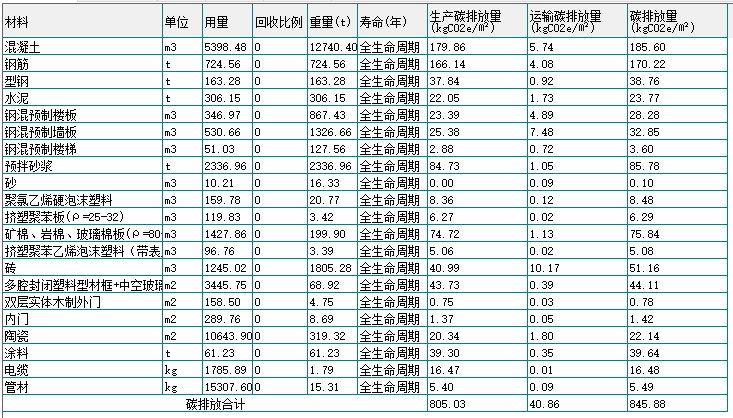 材料 单位 用量 回收比例 重量(t) 寿命(年) 生产碳排放量(kgCO2e/㎡) 运输碳排放量(kgCO2e/㎡) 碳排放量(kgCO2e/㎡)
混凝土 m3 5398.48 0 12740.40 全生命周期 179.86 5.74 185.60
钢筋 t 724.56 0 724.56 全生命周期 166.14 4.08 170.22
型钢 t 163.28 0 163.28 全生命周期 37.84 0.92 38.76
水泥 t 306.15 0 306.15 全生命周期 22.05 1.73 23.77
钢混预制楼板 m3 346.97 0 867.43 全生命周期 23.39 4.89 28.28
钢混预制墙板 m3 530.66 0 1326.66 全生命周期 25.38 7.48 32.85
钢混预制楼梯 m3 51.03 0 127.56 全生命周期 2.88 0.72 3.60
预拌砂浆 t 2336.96 0 2336.96 全生命周期 84.73 1.05 85.78
砂 m3 10.21 0 16.33 全生命周期 0.00 0.09 0.10
聚氯乙烯硬泡沫塑料 m3 159.78 0 20.77 全生命周期 8.36 0.12 8.48
挤塑聚苯板(ρ=25-32) m3 119.83 0 3.42 全生命周期 6.27 0.02 6.29
矿棉、岩棉、玻璃棉板(ρ=80- m3 1427.86 0 199.90 全生命周期 74.72 1.13 75.84
挤塑聚苯乙烯泡沫塑料（带表 m3 96.76 0 3.39 全生命周期 5.06 0.02 5.08
砖 m3 1245.02 0 1805.28 全生命周期 40.99 10.17 51.16
多腔封闭塑料型材框+中空玻璃 m2 3445.75 0 68.92 全生命周期 43.73 0.39 44.11
双层实体木制外门 m2 158.50 0 4.75 全生命周期 0.75 0.03 0.78
内门 m2 289.76 0 8.69 全生命周期 1.37 0.05 1.42
陶瓷 m2 10643.90 0 319.32 全生命周期 20.34 1.80 22.14
涂料 t 61.23 0 61.23 全生命周期 39.30 0.35 39.64
电缆 kg 1785.89 0 1.79 全生命周期 16.47 0.01 16.48
管材 kg 15307.60 0 15.31 全生命周期 5.40 0.09 5.49
碳排放合计 805.03 40.86 845.88